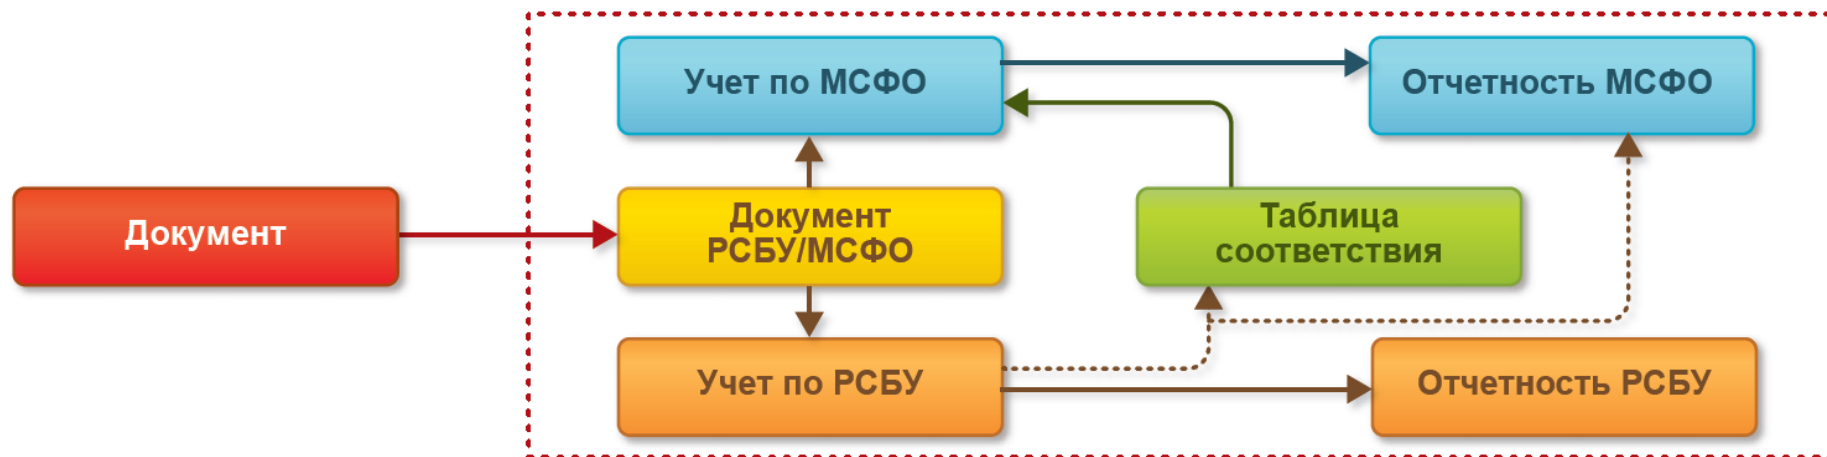 Учет по МСФО
Отчетность МСФО
Документ
Документ
РСБУ/МСФО
Таблица
соответствия
Учет по РСБУ
Отчетность РСБУ